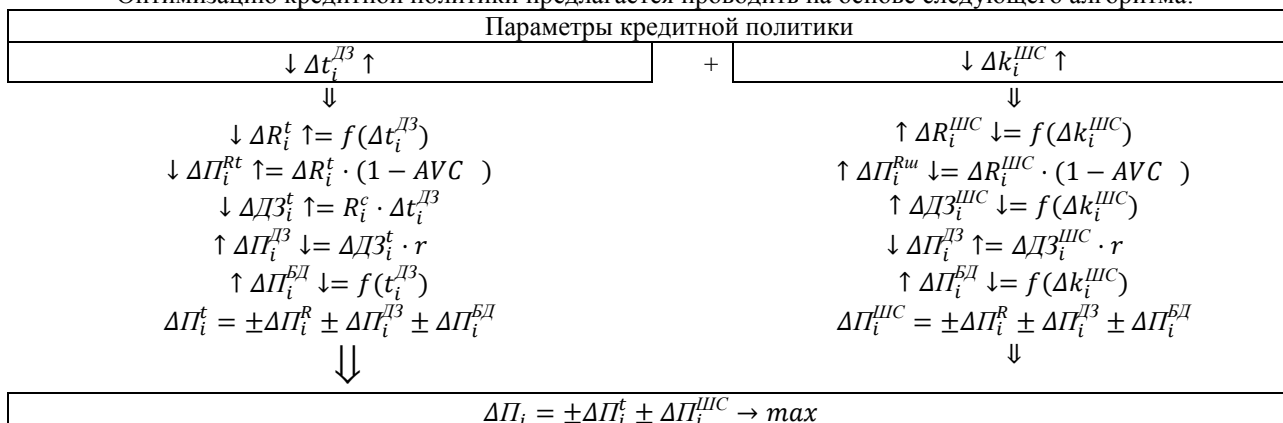 Оптимизацию кредитной политики предлагается проводить на основе следующего алгоритма:
Параметры кредитной политики
↓ Δt_i^{ДЗ} ↑ + ↓ Δk_i^{ШС} ↑
⇓ ⇓
↓ ΔR_i^t ↑= f(Δt_i^{ДЗ})
↓ ΔП_i^{Rt} ↑= ΔR_i^t · (1 − AVC )
↓ ΔДЗ_i^t ↑= R_i^c · Δt_i^{ДЗ}
↑ ΔП_i^{ДЗ} ↓= ΔДЗ_i^t · r
↑ ΔП_i^{БД} ↓= f(t_i^{ДЗ})
ΔП_i^t = ±ΔП_i^R ± ΔП_i^{ДЗ} ± ΔП_i^{БД}
⇓
↑ ΔR_i^{ШС} ↓= f(Δk_i^{ШС})
↑ ΔП_i^{Rш} ↓= ΔR_i^{ШС} · (1 − AVC )
↑ ΔДЗ_i^{ШС} ↓= f(Δk_i^{ШС})
↓ ΔП_i^{ДЗ} ↑= ΔДЗ_i^{ШС} · r
↑ ΔП_i^{БД} ↓= f(Δk_i^{ШС})
ΔП_i^{ШС} = ±ΔП_i^R ± ΔП_i^{ДЗ} ± ΔП_i^{БД}
⇓
ΔП_i = ±ΔП_i^t ± ΔП_i^{ШС} → max